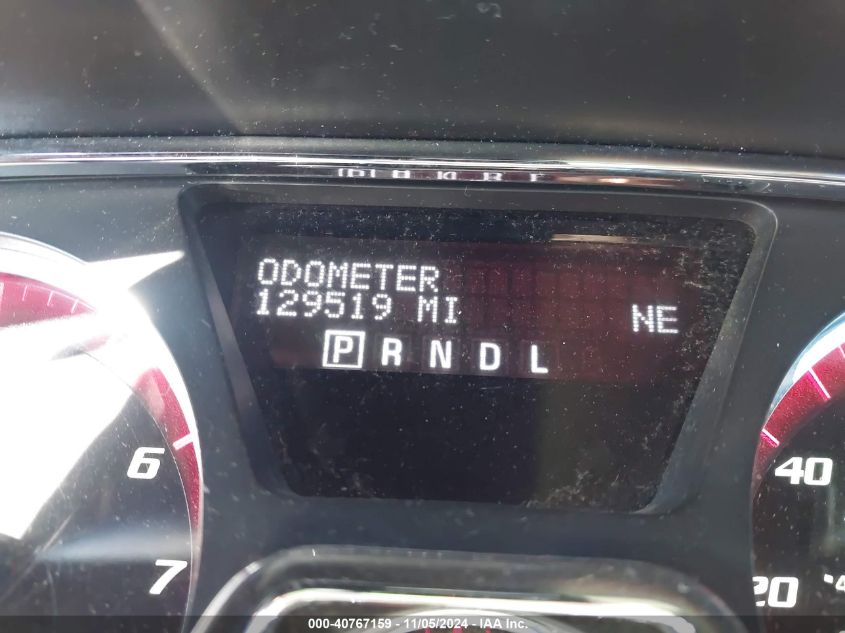 ODOMETER
129519 MI
NE
P R N D L
6
7
40
20
000-40767159 - 11/05/2024 - IAA Inc.